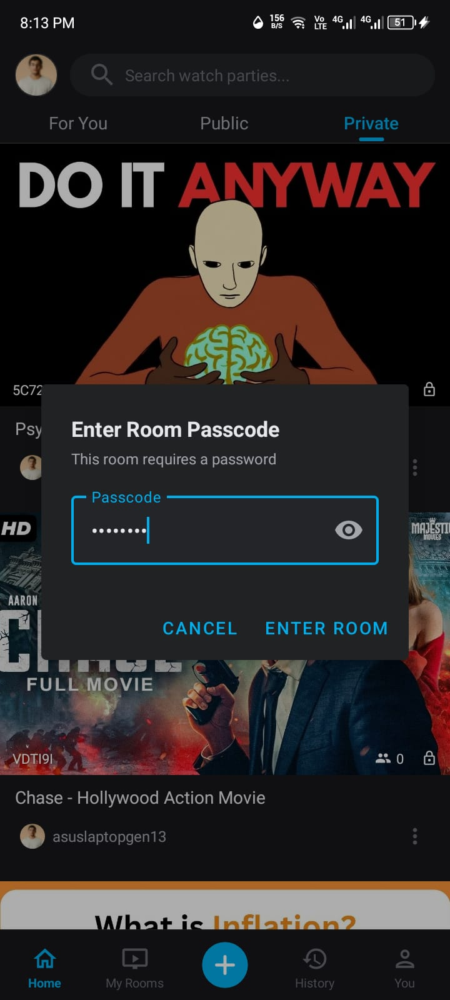 8:13 PM
156 B/S
Vo LTE
4G
4G
51
Search watch parties...
For You
Public
Private
DO IT ANYWAY
5C72
Psy
Enter Room Passcode
This room requires a password
Passcode
••••••••
CANCEL
ENTER ROOM
HD
MAJESTI
MOVIES
AARON
FULL MOVIE
VDTI9I
0
Chase - Hollywood Action Movie
asuslaptopgen13
What is Inflation?
Home
My Rooms
History
You